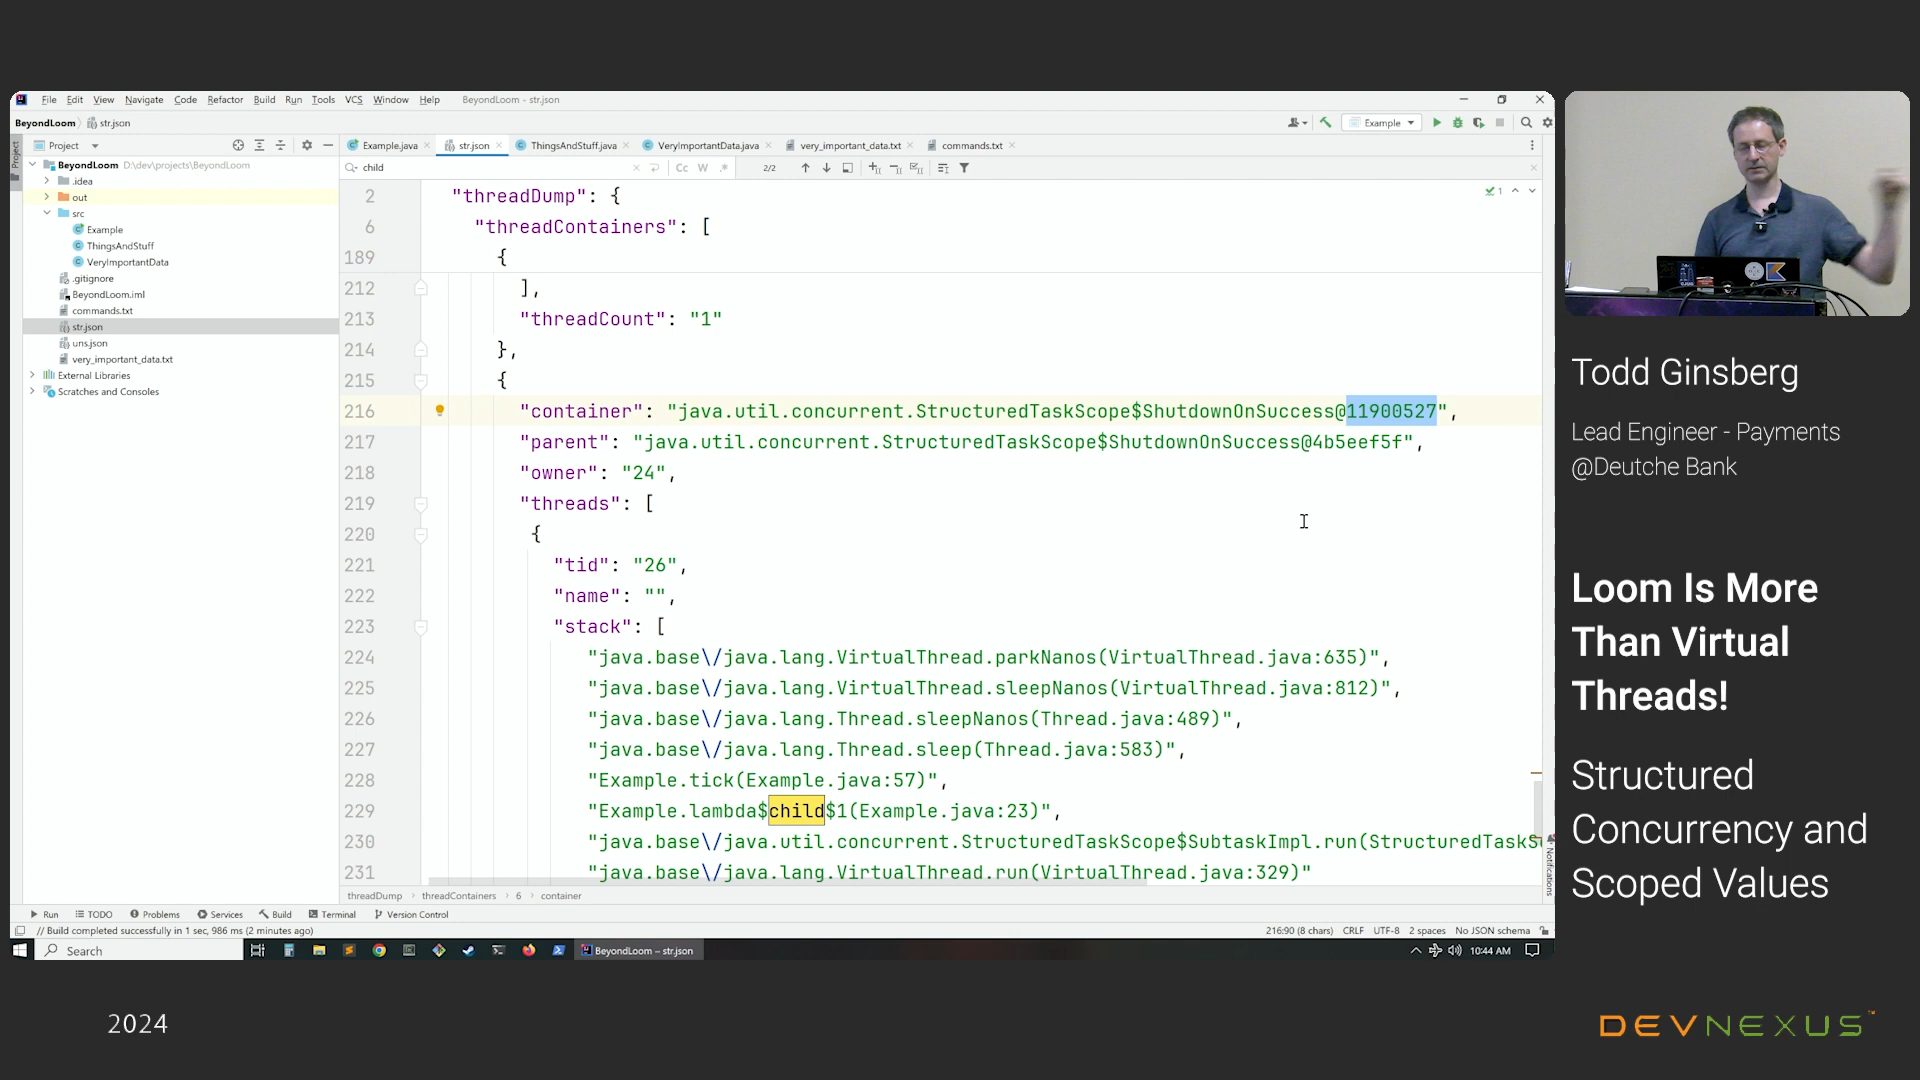 File Edit View Navigate Code Refactor Build Run Tools VCS Window Help BeyondLoom - str.json
BeyondLoom str.json
Example
Project
Project
Example.java str.json ThingsAndStuff.java VeryImportantData.java very_important_data.txt commands.txt
child
Cc W .* 2/2
BeyondLoom D:\dev\projects\BeyondLoom
.idea
out
src
Example
ThingsAndStuff
VeryImportantData
.gitignore
BeyondLoom.iml
commands.txt
str.json
uns.json
very_important_data.txt
External Libraries
Scratches and Consoles
1
2 "threadDump": {
6 "threadContainers": [
189 {
212 ],
213 "threadCount": "1"
214 },
215 {
216 "container": "java.util.concurrent.StructuredTaskScope$ShutdownOnSuccess@11900527",
217 "parent": "java.util.concurrent.StructuredTaskScope$ShutdownOnSuccess@4b5eef5f",
218 "owner": "24",
219 "threads": [
220 {
221 "tid": "26",
222 "name": "",
223 "stack": [
224 "java.base\/java.lang.VirtualThread.parkNanos(VirtualThread.java:635)",
225 "java.base\/java.lang.VirtualThread.sleepNanos(VirtualThread.java:812)",
226 "java.base\/java.lang.Thread.sleepNanos(Thread.java:489)",
227 "java.base\/java.lang.Thread.sleep(Thread.java:583)",
228 "Example.tick(Example.java:57)",
229 "Example.lambda$child$1(Example.java:23)",
230 "java.base\/java.util.concurrent.StructuredTaskScope$SubtaskImpl.run(StructuredTaskS
231 "java.base\/java.lang.VirtualThread.run(VirtualThread.java:329)"
Notifications
threadDump threadContainers 6 container
Run TODO Problems Services Build Terminal Version Control
// Build completed successfully in 1 sec, 986 ms (2 minutes ago)
216:90 (8 chars) CRLF UTF-8 2 spaces No JSON schema
Search
BeyondLoom – str.json
10:44 AM
Todd Ginsberg
Lead Engineer - Payments
@Deutche Bank
Loom Is More
Than Virtual
Threads!
Structured
Concurrency and
Scoped Values
2024
DEVNEXUS™